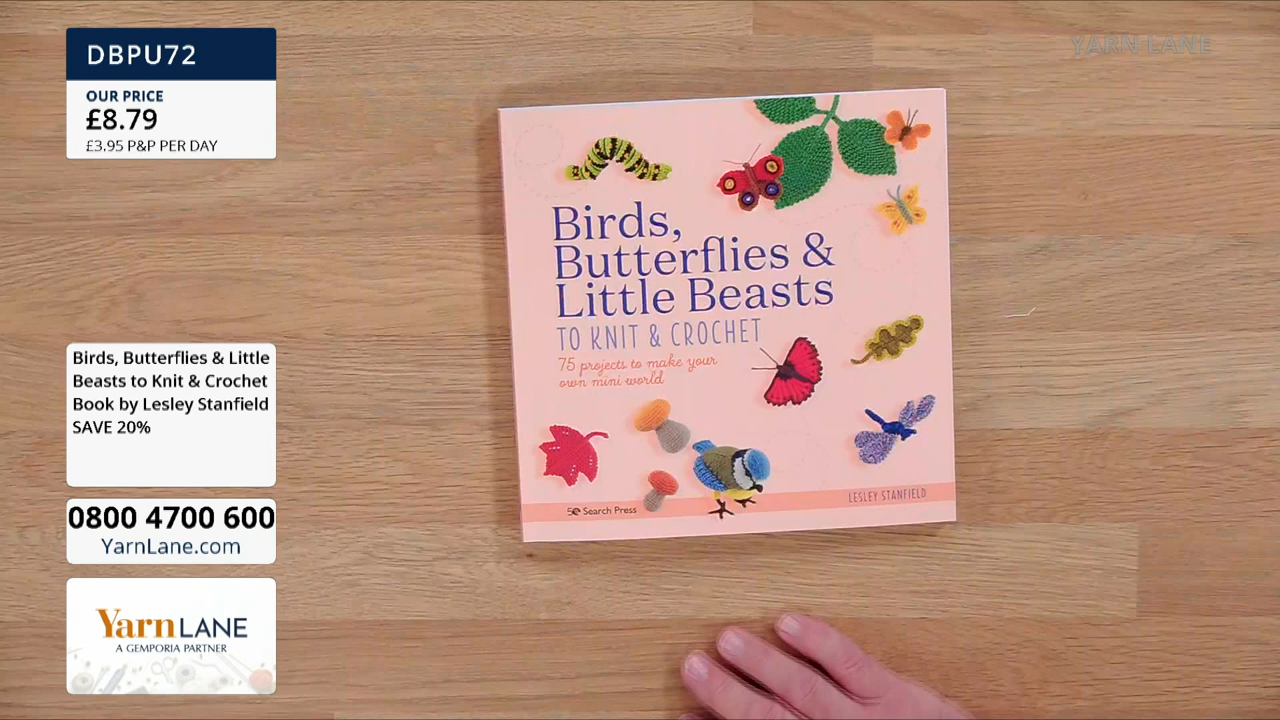 DBPU72
OUR PRICE
£8.79
£3.95 P&P PER DAY
Birds, Butterflies & Little
Beasts to Knit & Crochet
Book by Lesley Stanfield
SAVE 20%
0800 4700 600
YarnLane.com
Yarn LANE
A GEMPORIA PARTNER
YARN LANE
Birds,
Butterflies &
Little Beasts
TO KNIT & CROCHET
75 projects to make your
own mini world
LESLEY STANFIELD
50 Search Press